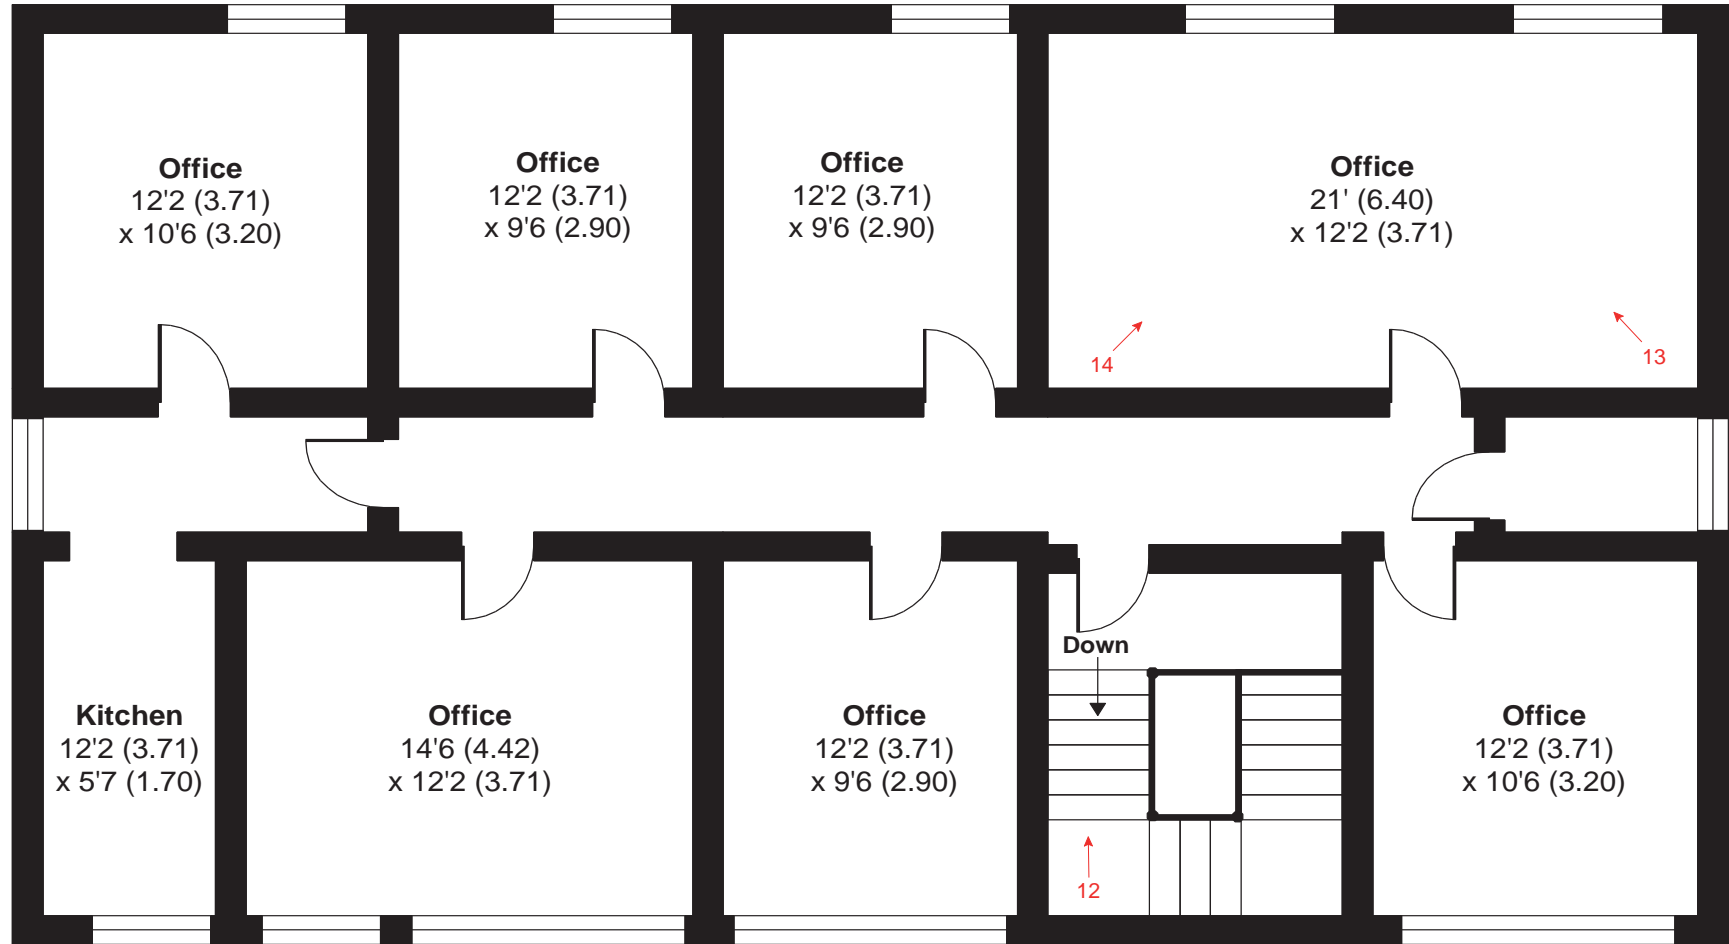 Office
12'2 (3.71)
x 10'6 (3.20)
Office
12'2 (3.71)
x 9'6 (2.90)
Office
12'2 (3.71)
x 9'6 (2.90)
Office
21' (6.40)
x 12'2 (3.71)
14
13
Kitchen
12'2 (3.71)
x 5'7 (1.70)
Office
14'6 (4.42)
x 12'2 (3.71)
Office
12'2 (3.71)
x 9'6 (2.90)
Down
12
Office
12'2 (3.71)
x 10'6 (3.20)